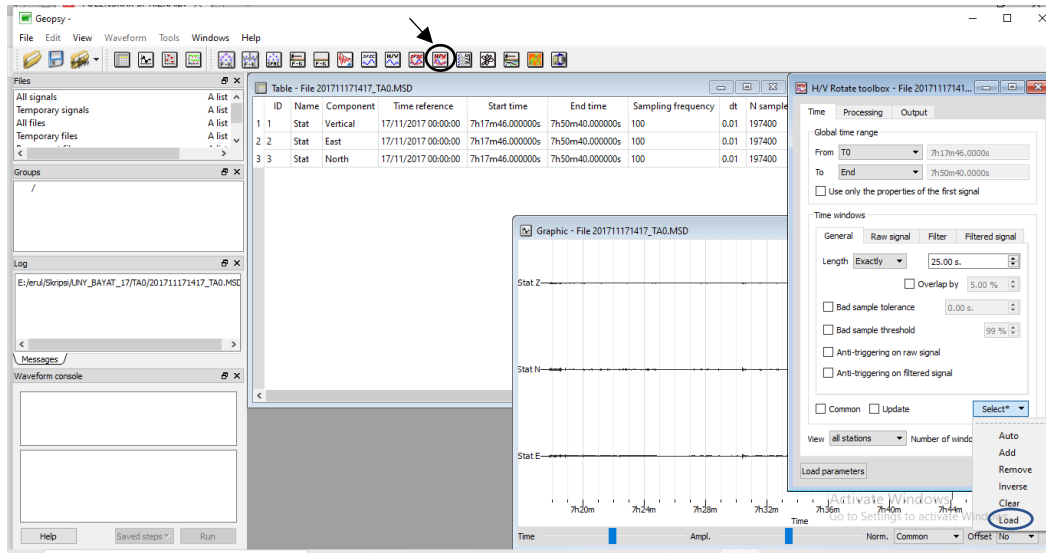 Geopsy -
File Edit View Waveform Tools Windows Help
Files
All signals A list
Temporary signals A list
All files A list
Temporary files A list
Groups
/
Log
E:/erul/Skripsi/UNY_BAYAT_17/TA0/201711171417_TA0.MSD
Messages
Waveform console
Help Saved steps Run
Table - File 201711171417_TA0.MSD
ID Name Component Time reference Start time End time Sampling frequency dt N sample
1 1 Stat Vertical 17/11/2017 00:00:00 7h17m46.000000s 7h50m40.000000s 100 0.01 197400
2 2 Stat East 17/11/2017 00:00:00 7h17m46.000000s 7h50m40.000000s 100 0.01 197400
3 3 Stat North 17/11/2017 00:00:00 7h17m46.000000s 7h50m40.000000s 100 0.01 197400
Graphic - File 201711171417_TA0.MSD
Stat Z
Stat N
Stat E
7h20m 7h24m 7h28m 7h32m 7h36m 7h40m 7h44m
Time
Time Ampl. Norm. Common Offset No
H/V Rotate toolbox - File 20171117141...
Time Processing Output
Global time range
From T0 7h17m46.0000s
To End 7h50m40.0000s
Use only the properties of the first signal
Time windows
General Raw signal Filter Filtered signal
Length Exactly 25.00 s.
Overlap by 5.00 %
Bad sample tolerance 0.00 s.
Bad sample threshold 99 %
Anti-triggering on raw signal
Anti-triggering on filtered signal
Common Update Select*
View all stations Number of windo
Load parameters
Auto
Add
Remove
Inverse
Clear
Load
Activate Windows
Go to Settings to activate Windows